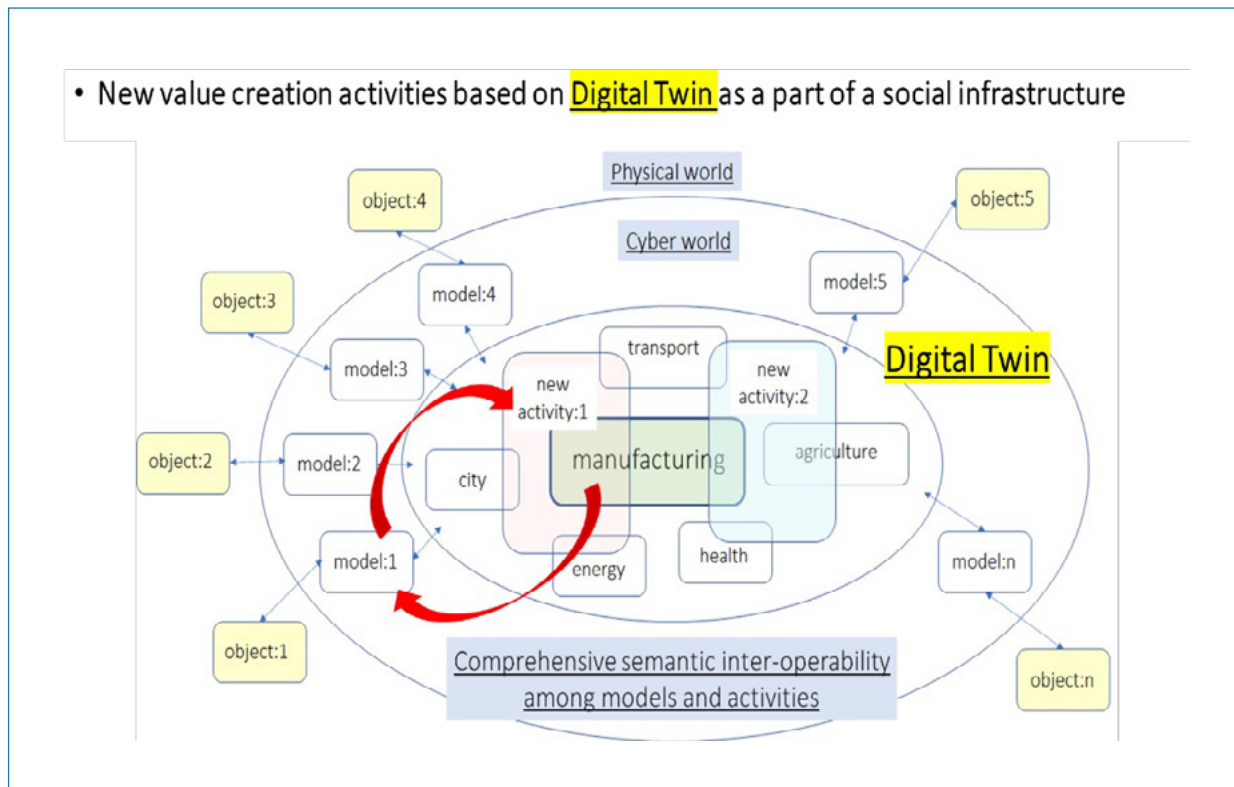 • New value creation activities based on Digital Twin as a part of a social infrastructure
Physical world
object:4
object:5
Cyber world
model:4
model:5
object:3
transport
Digital Twin
model:3
new
activity:1
new
activity:2
object:2
model:2
city
manufacturing
agriculture
model:1
energy
health
model:n
object:1
Comprehensive semantic inter-operability
among models and activities
object:n